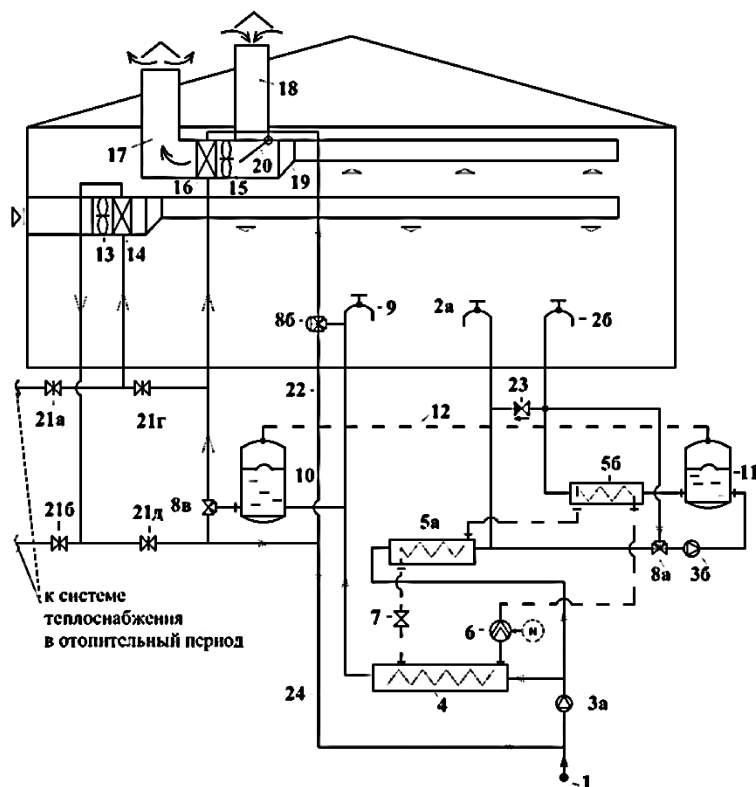 17
18
16
15
20
19
13
14
8б
9
2а
2б
22
23
12
21а
21г
10
11
5б
8в
21б
21д
5а
8а
3б
7
6
N
к системе
теплоснабжения
в отопительный период
24
4
3а
1